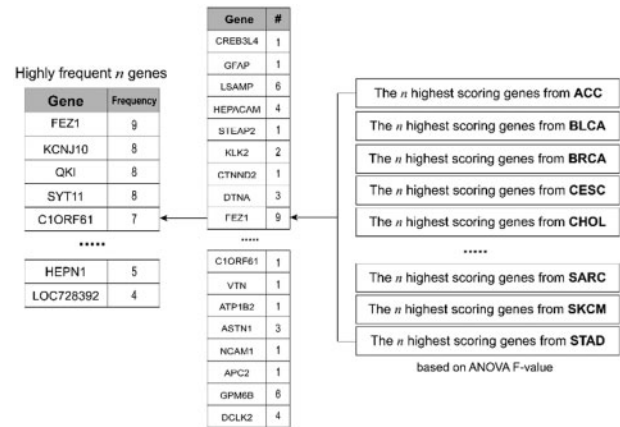 Highly frequent n genes
Gene Frequency
FEZ1 9
KCNJ10 8
QKI 8
SYT11 8
C1ORF61 7
•••••
HEPN1 5
LOC728392 4
Gene #
CREB3L4 1
GFAP 1
LSAMP 6
HEPACAM 4
STEAP2 1
KLK2 2
CTNND2 1
DTNA 3
FEZ1 9
•••••
C1ORF61 1
VTN 1
ATP1B2 1
ASTN1 3
NCAM1 1
APC2 1
GPM6B 6
DCLK2 4
The n highest scoring genes from ACC
The n highest scoring genes from BLCA
The n highest scoring genes from BRCA
The n highest scoring genes from CESC
The n highest scoring genes from CHOL
•••••
The n highest scoring genes from SARC
The n highest scoring genes from SKCM
The n highest scoring genes from STAD
based on ANOVA F-value